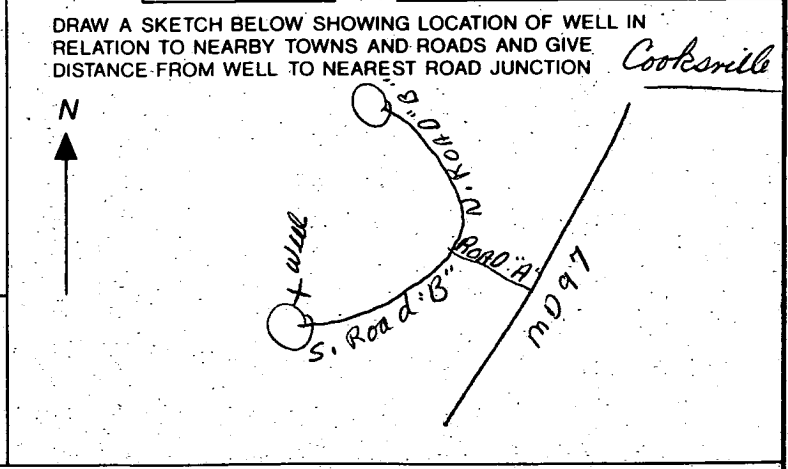 DRAW A SKETCH BELOW SHOWING LOCATION OF WELL IN
RELATION TO NEARBY TOWNS AND ROADS AND GIVE
DISTANCE FROM WELL TO NEAREST ROAD JUNCTION Cooksville
N
N. ROAD "B"
Well
ROAD "A"
S. Road "B"
MD 97